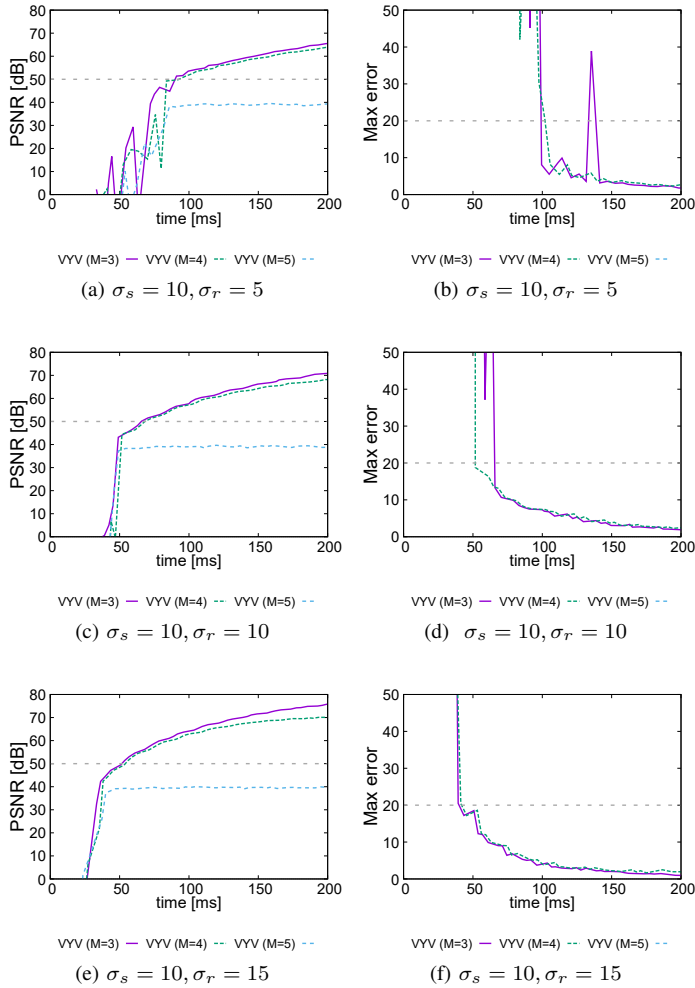 PSNR [dB]
80
70
60
50
40
30
20
10
0
0 50 100 150 200
time [ms]
VYV (M=3) VYV (M=4) VYV (M=5)
(a) σs = 10, σr = 5
Max error
50
40
30
20
10
0
0 50 100 150 200
time [ms]
VYV (M=3) VYV (M=4) VYV (M=5)
(b) σs = 10, σr = 5
PSNR [dB]
80
70
60
50
40
30
20
10
0
0 50 100 150 200
time [ms]
VYV (M=3) VYV (M=4) VYV (M=5)
(c) σs = 10, σr = 10
Max error
50
40
30
20
10
0
0 50 100 150 200
time [ms]
VYV (M=3) VYV (M=4) VYV (M=5)
(d) σs = 10, σr = 10
PSNR [dB]
80
70
60
50
40
30
20
10
0
0 50 100 150 200
time [ms]
VYV (M=3) VYV (M=4) VYV (M=5)
(e) σs = 10, σr = 15
Max error
50
40
30
20
10
0
0 50 100 150 200
time [ms]
VYV (M=3) VYV (M=4) VYV (M=5)
(f) σs = 10, σr = 15